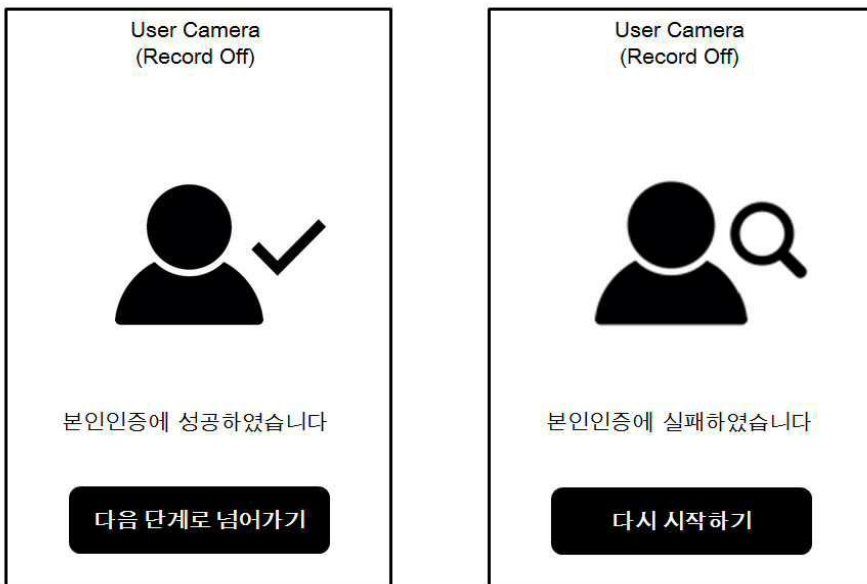 User Camera
(Record Off)
본인인증에 성공하였습니다
다음 단계로 넘어가기
User Camera
(Record Off)
본인인증에 실패하였습니다
다시 시작하기